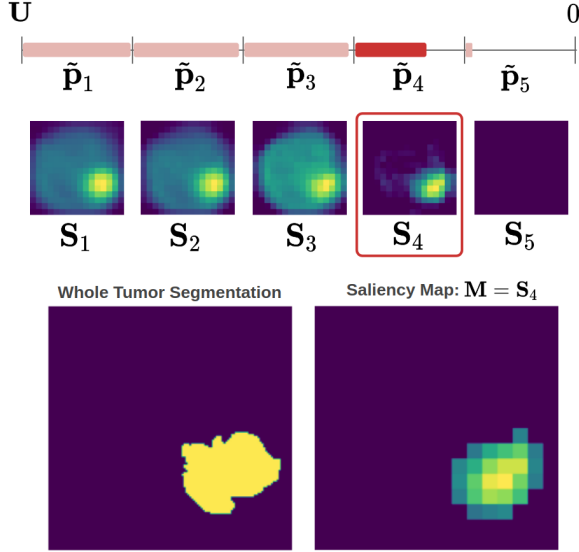 U 0
p̃₁ p̃₂ p̃₃ p̃₄ p̃₅
S₁ S₂ S₃ S₄ S₅
Whole Tumor Segmentation Saliency Map: M = S₄